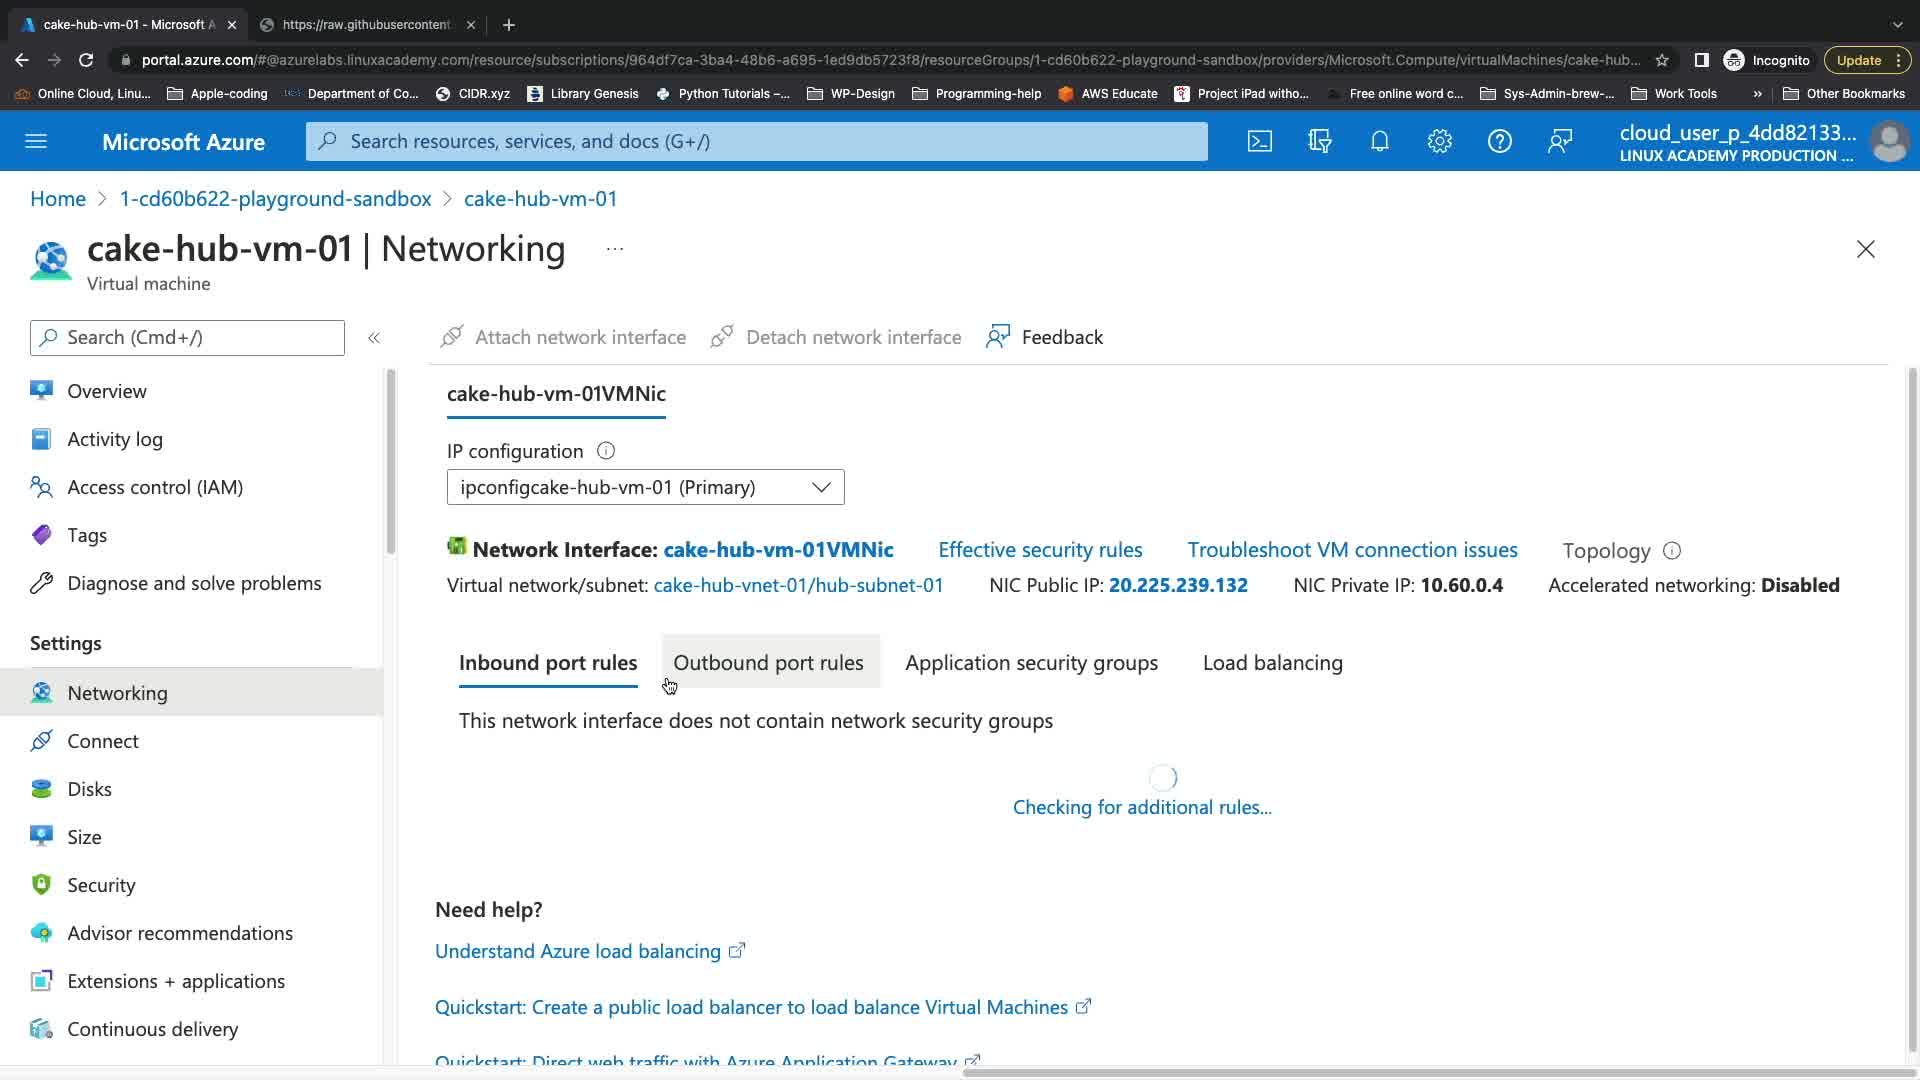 cake-hub-vm-01 - Microsoft A
https://raw.githubusercontent
portal.azure.com/#@azurelabs.linuxacademy.com/resource/subscriptions/964df7ca-3ba4-48b6-a695-1ed9db5723f8/resourceGroups/1-cd60b622-playground-sandbox/providers/Microsoft.Compute/virtualMachines/cake-hub...
Incognito
Update
Online Cloud, Linu...
Apple-coding
Department of Co...
CIDR.xyz
Library Genesis
Python Tutorials –...
WP-Design
Programming-help
AWS Educate
Project iPad witho...
Free online word c...
Sys-Admin-brew-...
Work Tools
»
Other Bookmarks
Microsoft Azure
Search resources, services, and docs (G+/)
cloud_user_p_4dd82133...
LINUX ACADEMY PRODUCTION ...
Home > 1-cd60b622-playground-sandbox > cake-hub-vm-01
cake-hub-vm-01 | Networking ...
Virtual machine
Search (Cmd+/)
«
Attach network interface
Detach network interface
Feedback
Overview
Activity log
Access control (IAM)
Tags
Diagnose and solve problems
Settings
Networking
Connect
Disks
Size
Security
Advisor recommendations
Extensions + applications
Continuous delivery
cake-hub-vm-01VMNic
IP configuration
ipconfigcake-hub-vm-01 (Primary)
Network Interface: cake-hub-vm-01VMNic Effective security rules Troubleshoot VM connection issues Topology
Virtual network/subnet: cake-hub-vnet-01/hub-subnet-01 NIC Public IP: 20.225.239.132 NIC Private IP: 10.60.0.4 Accelerated networking: Disabled
Inbound port rules Outbound port rules Application security groups Load balancing
This network interface does not contain network security groups
Checking for additional rules...
Need help?
Understand Azure load balancing
Quickstart: Create a public load balancer to load balance Virtual Machines
Quickstart: Direct web traffic with Azure Application Gateway